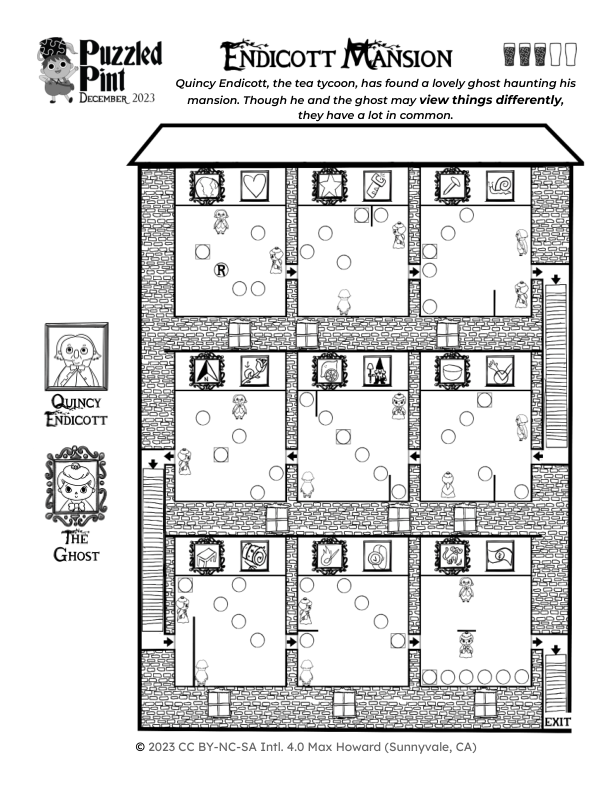 Puzzled
Pint
DECEMBER 2023
ENDICOTT MANSION
Quincy Endicott, the tea tycoon, has found a lovely ghost haunting his
mansion. Though he and the ghost may view things differently,
they have a lot in common.
R
QUINCY
ENDICOTT
N
THE
GHOST
EXIT
© 2023 CC BY-NC-SA Intl. 4.0 Max Howard (Sunnyvale, CA)